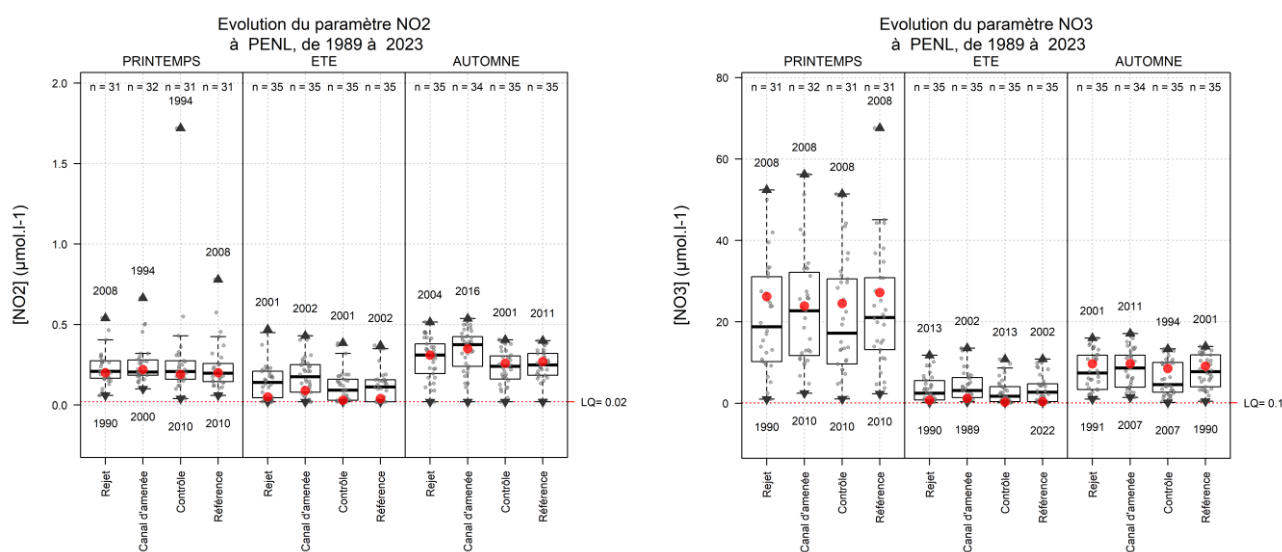 Evolution du paramètre NO2
à PENL, de 1989 à 2023
PRINTEMPS ETE AUTOMNE
n = 31 n = 32 n = 31 n = 31 n = 35 n = 35 n = 35 n = 35 n = 35 n = 34 n = 35 n = 35
[NO2] (µmol.l-1)
2.0
1.5
1.0
0.5
0.0
2008 1994 1994 2008 2001 2002 2001 2002 2004 2016 2001 2011
1990 2000 2010 2010
LQ= 0.02
Rejet Canal d'amenée Contrôle Référence Rejet Canal d'amenée Contrôle Référence Rejet Canal d'amenée Contrôle Référence
Evolution du paramètre NO3
à PENL, de 1989 à 2023
PRINTEMPS ETE AUTOMNE
n = 31 n = 32 n = 31 n = 31 n = 35 n = 35 n = 35 n = 35 n = 35 n = 34 n = 35 n = 35
[NO3] (µmol.l-1)
80
60
40
20
0
2008 2008 2008 2008 2013 2002 2013 2002 2001 2011 1994 2001
1990 2010 2010 2010 1990 1989 2022 1991 2007 2007 1990
LQ= 0.1
Rejet Canal d'amenée Contrôle Référence Rejet Canal d'amenée Contrôle Référence Rejet Canal d'amenée Contrôle Référence